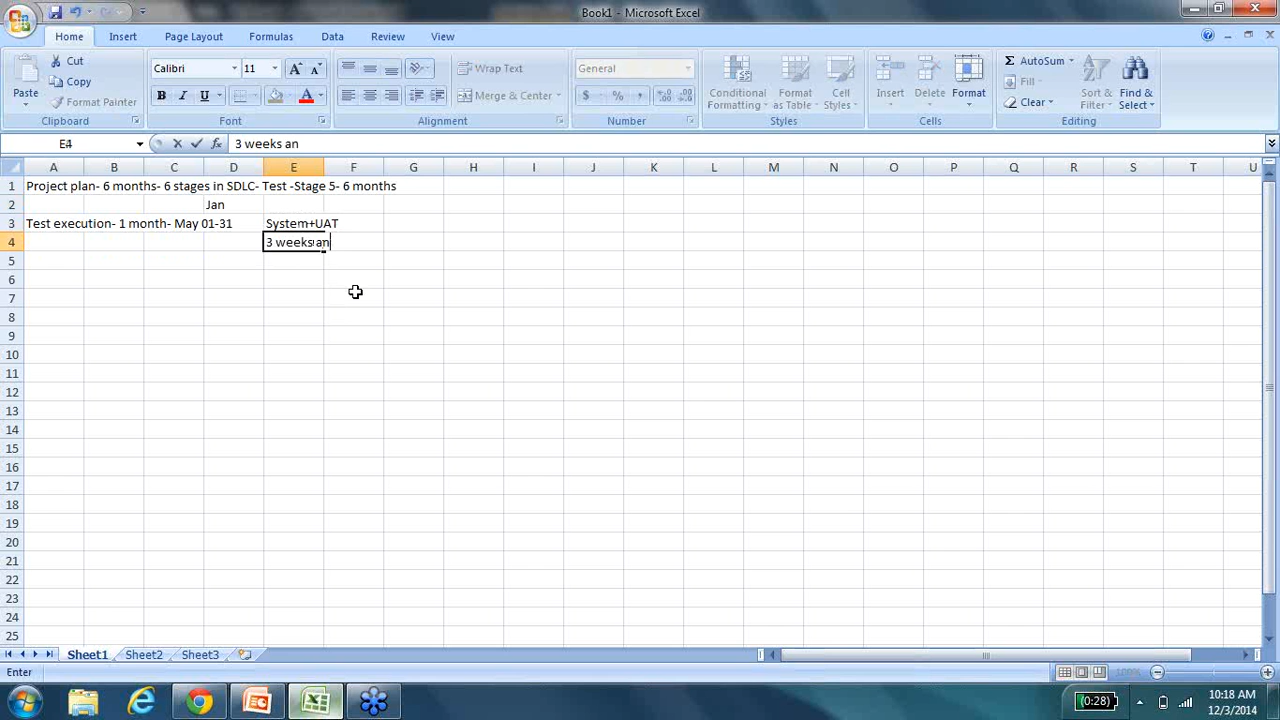 Book1 - Microsoft Excel
Home Insert Page Layout Formulas Data Review View
Paste Cut Copy Format Painter Clipboard
Calibri 11 B I U A Font
Wrap Text Merge & Center Alignment
General $ % , Number
Conditional Formatting Format as Table Cell Styles Styles
Insert Delete Format Cells
AutoSum Fill Clear Sort & Filter Find & Select Editing
E4 fx 3 weeks an
A B C D E F G H I J K L M N O P Q R S T U
1 Project plan- 6 months- 6 stages in SDLC- Test -Stage 5- 6 months
2 Jan
3 Test execution- 1 month- May 01-31 System+UAT
4 3 weeks an
5
6
7
8
9
10
11
12
13
14
15
16
17
18
19
20
21
22
23
24
25
Sheet1 Sheet2 Sheet3
Enter 100%
(0:28) 10:18 AM
12/3/2014